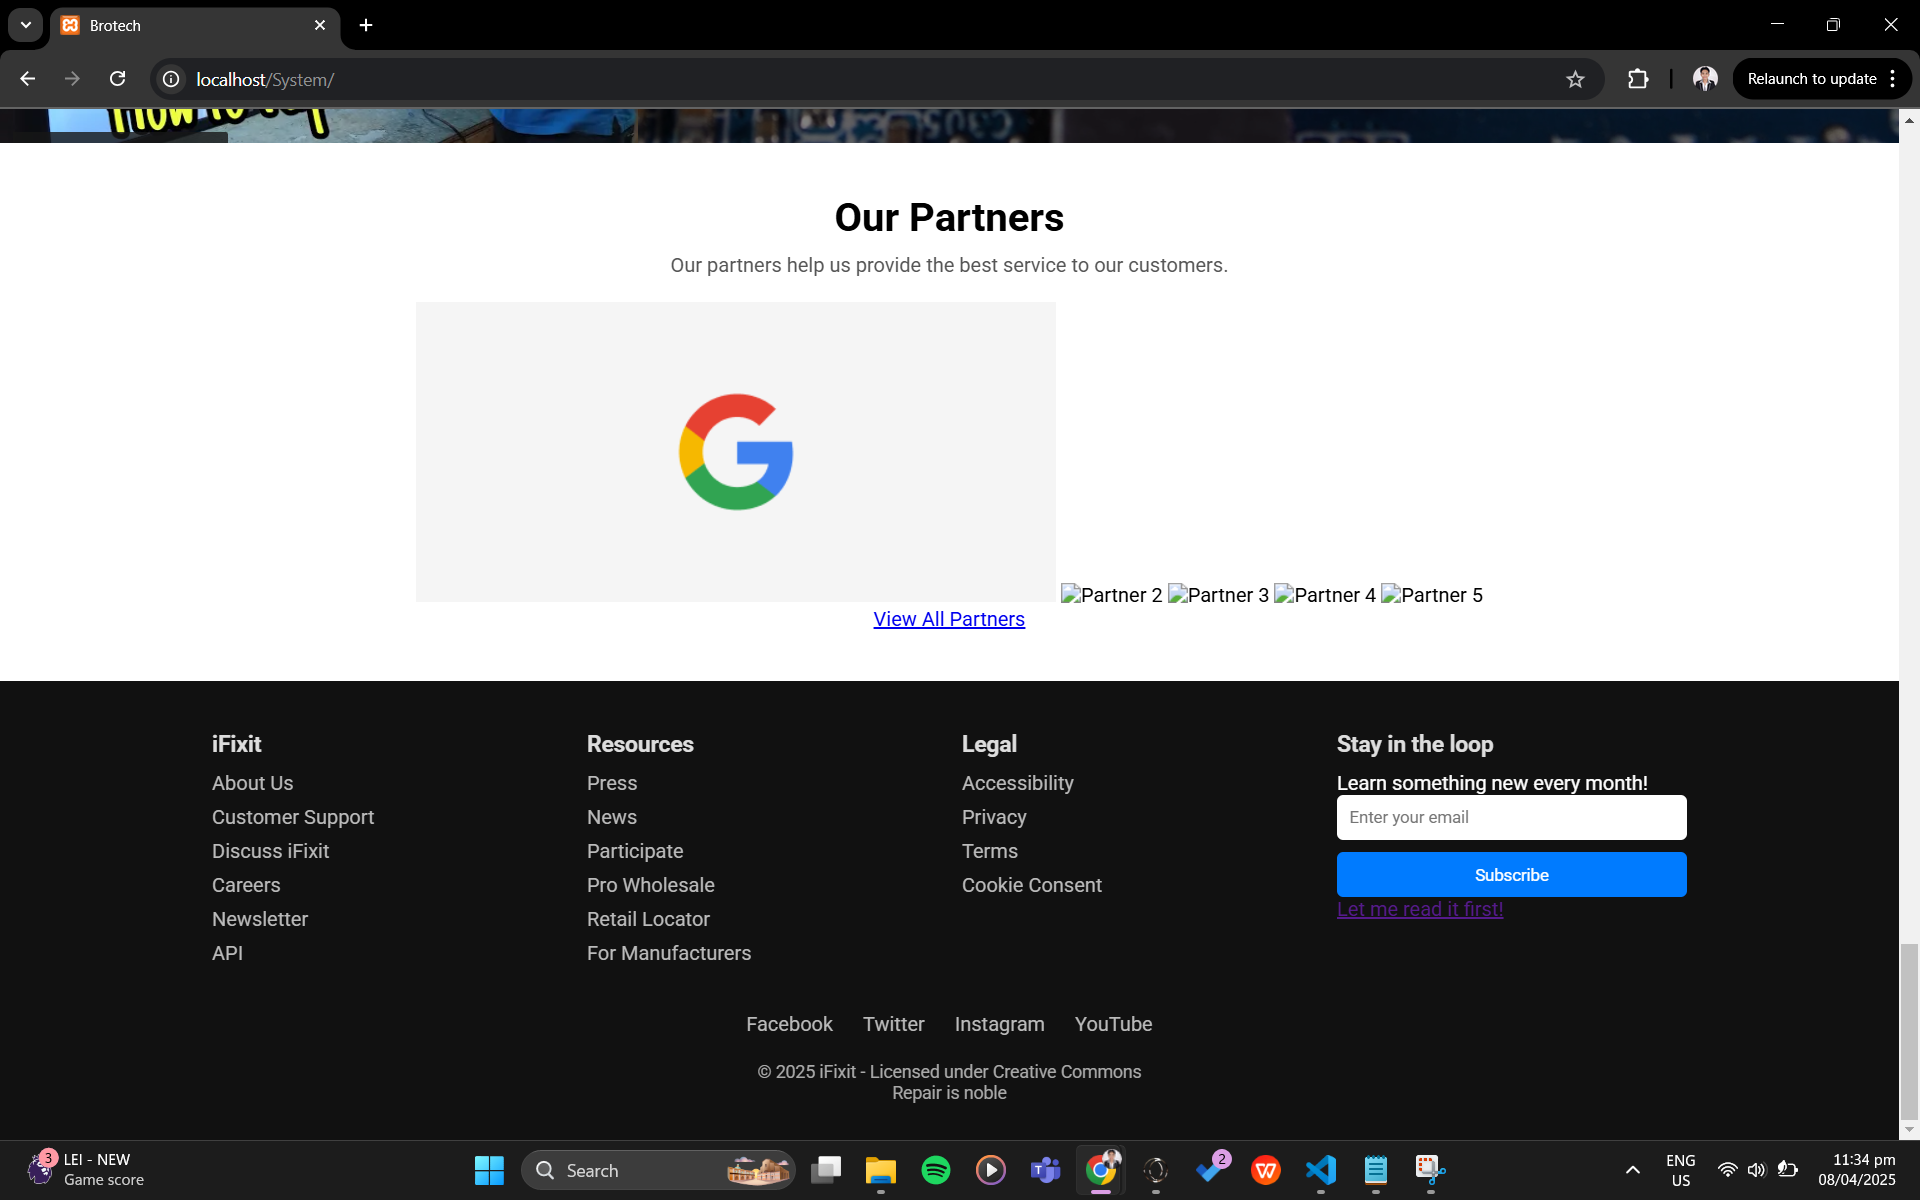 Brotech
localhost/System/
Relaunch to update
How to
Our Partners
Our partners help us provide the best service to our customers.
Partner 2 Partner 3 Partner 4 Partner 5
View All Partners
iFixit
About Us
Customer Support
Discuss iFixit
Careers
Newsletter
API
Resources
Press
News
Participate
Pro Wholesale
Retail Locator
For Manufacturers
Legal
Accessibility
Privacy
Terms
Cookie Consent
Stay in the loop
Learn something new every month!
Enter your email
Subscribe
Let me read it first!
Facebook Twitter Instagram YouTube
© 2025 iFixit - Licensed under Creative Commons
Repair is noble
3
LEI - NEW
Game score
Search
2
ENG
US
11:34 pm
08/04/2025